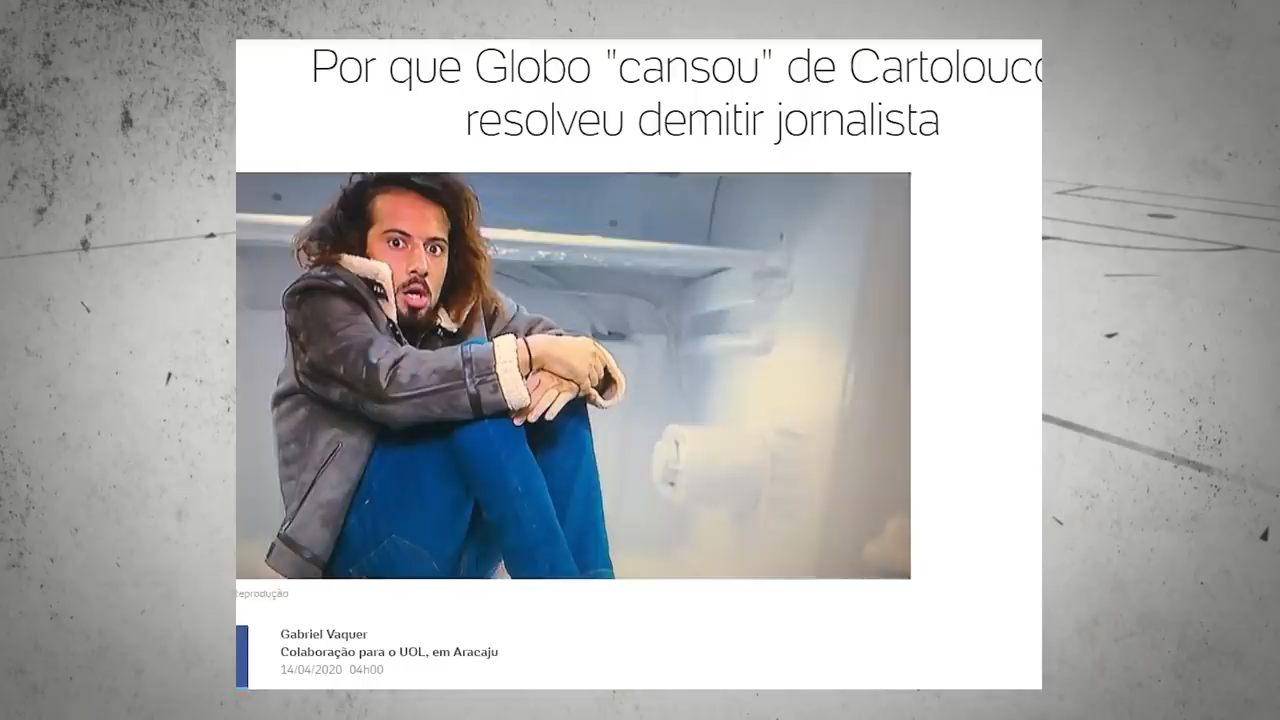 Por que Globo "cansou" de Cartolouco
resolveu demitir jornalista
Reprodução
Gabriel Vaquer
Colaboração para o UOL, em Aracaju
14/04/2020 04h00